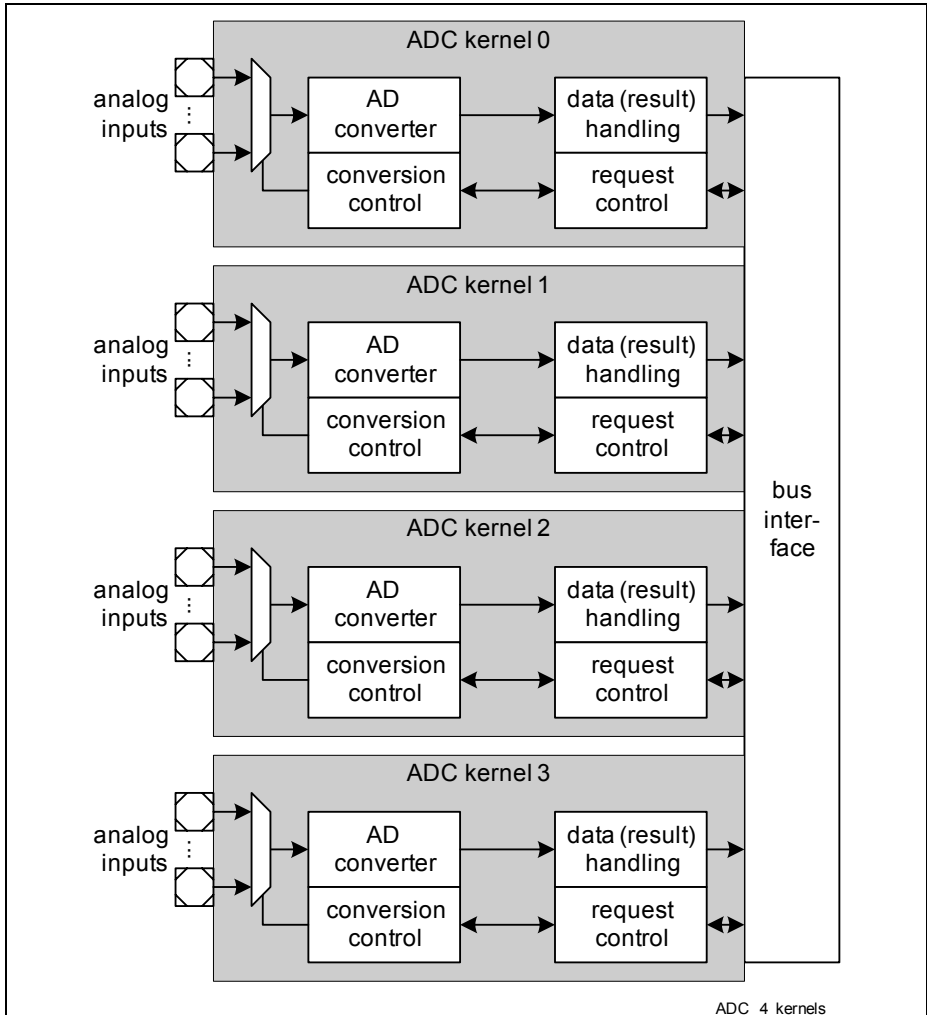 ADC kernel 0
analog
inputs
AD
converter
conversion
control
data (result)
handling
request
control
ADC kernel 1
analog
inputs
AD
converter
conversion
control
data (result)
handling
request
control
ADC kernel 2
analog
inputs
AD
converter
conversion
control
data (result)
handling
request
control
ADC kernel 3
analog
inputs
AD
converter
conversion
control
data (result)
handling
request
control
bus
inter-
face
ADC 4 kernels